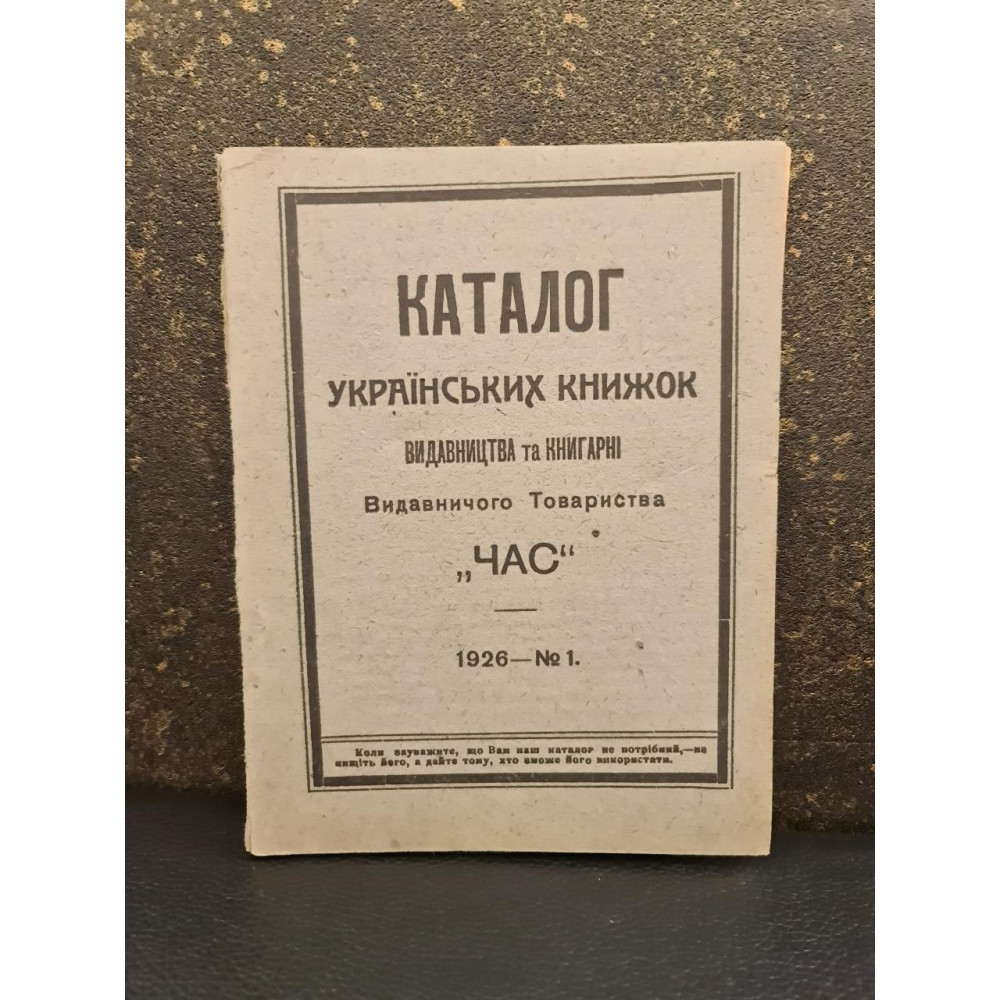 КАТАЛОГ
УКРАЇНСЬКИХ КНИЖОК
ВИДАВНИЦТВА та КНИГАРНІ
Видавничого Товариства
„ЧАС“
1926—№ 1.
Коли зауважите, що Вам наш каталог не потрібний,—не
нищіть його, а дайте тому, хто зможе його використати.